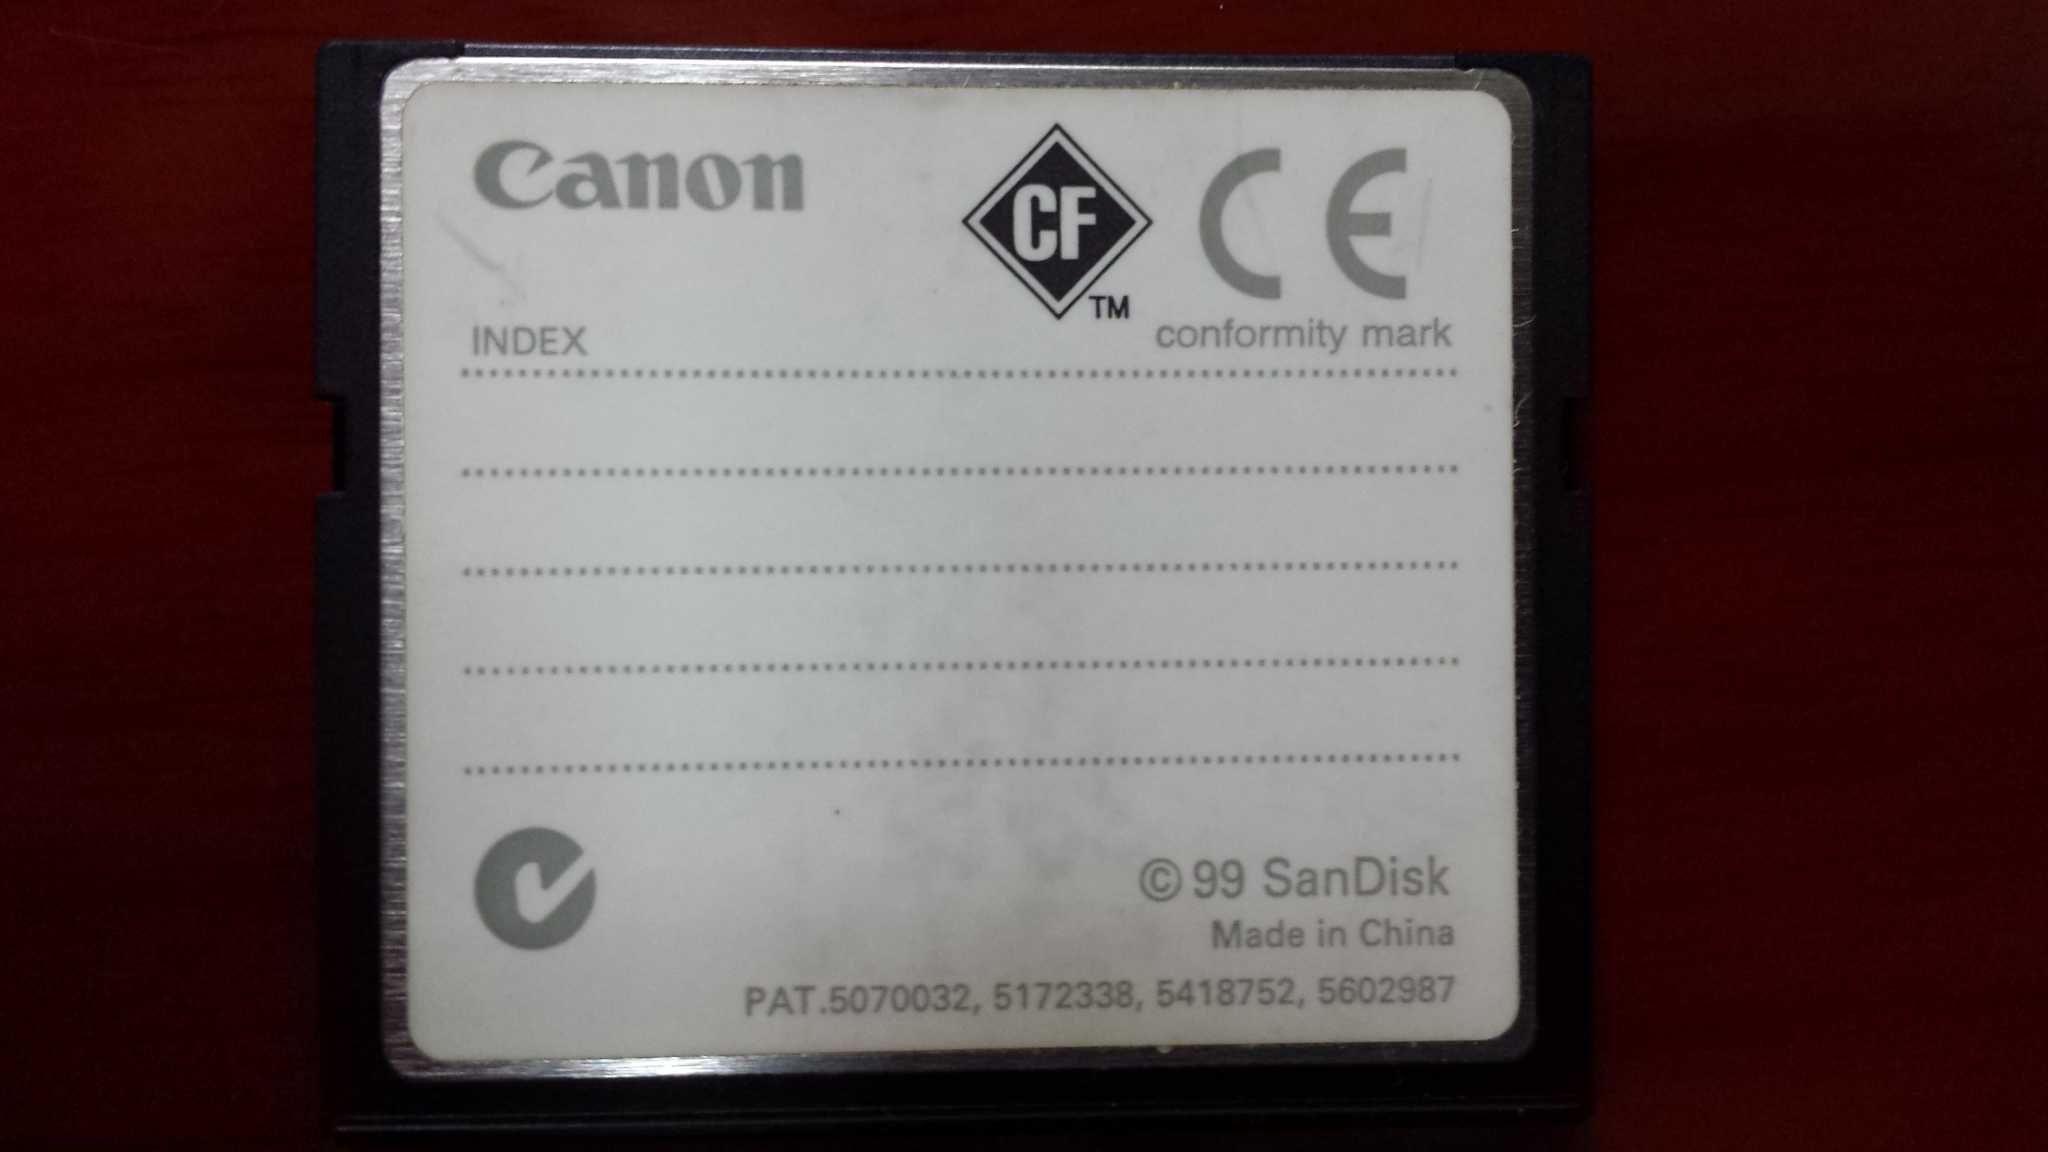 Canon
CF
TM
CE
INDEX
conformity mark
© 99 SanDisk
Made in China
PAT.5070032, 5172338, 5418752, 5602987